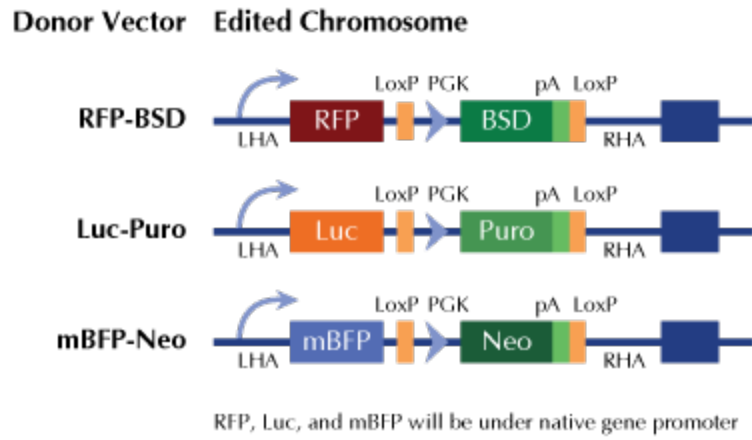 Donor Vector Edited Chromosome
LoxP PGK pA LoxP
RFP-BSD RFP BSD
LHA RHA
LoxP PGK pA LoxP
Luc-Puro Luc Puro
LHA RHA
LoxP PGK pA LoxP
mBFP-Neo mBFP Neo
LHA RHA
RFP, Luc, and mBFP will be under native gene promoter